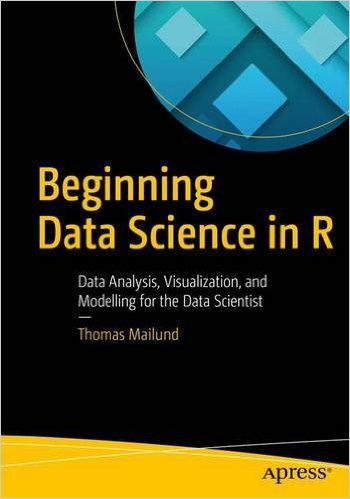 Beginning
Data Science in R
Data Analysis, Visualization, and
Modelling for the Data Scientist
—
Thomas Mailund
Apress®